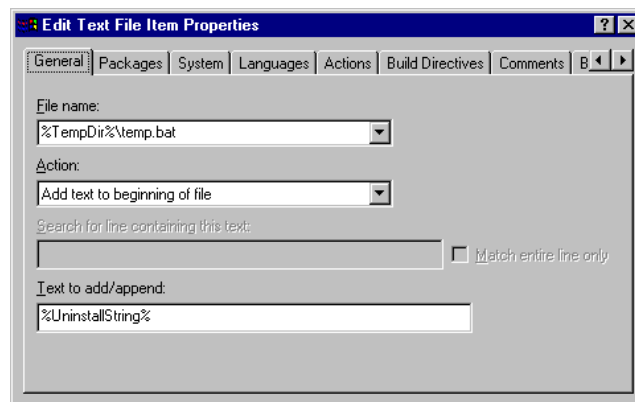 Edit Text File Item Properties
General Packages System Languages Actions Build Directives Comments B
File name:
%TempDir%\temp.bat
Action:
Add text to beginning of file
Search for line containing this text:
Match entire line only
Text to add/append:
%UninstallString%